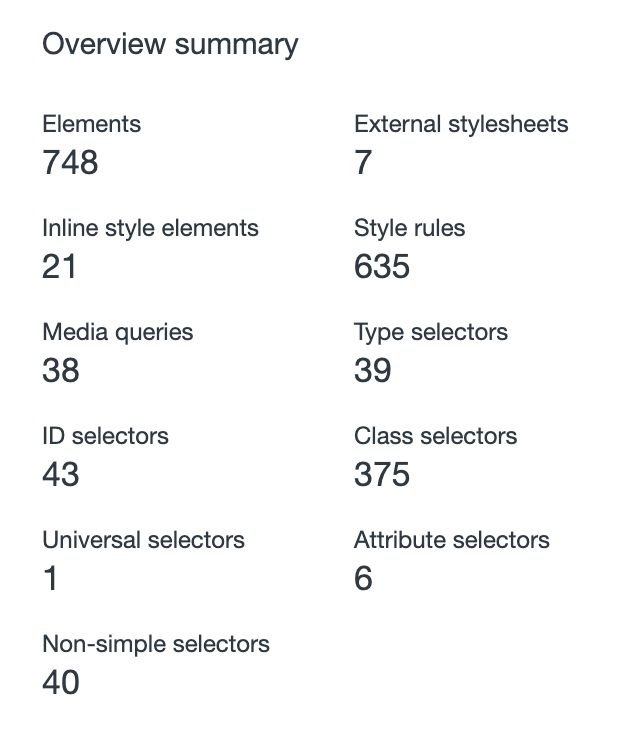 Overview summary
Elements
748
External stylesheets
7
Inline style elements
21
Style rules
635
Media queries
38
Type selectors
39
ID selectors
43
Class selectors
375
Universal selectors
1
Attribute selectors
6
Non-simple selectors
40